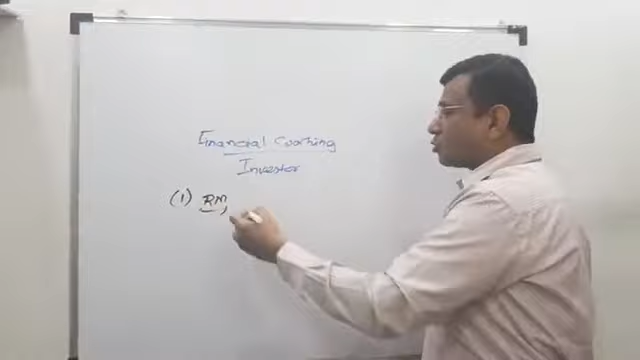 Financial Coaching
Investor
(1) RM,